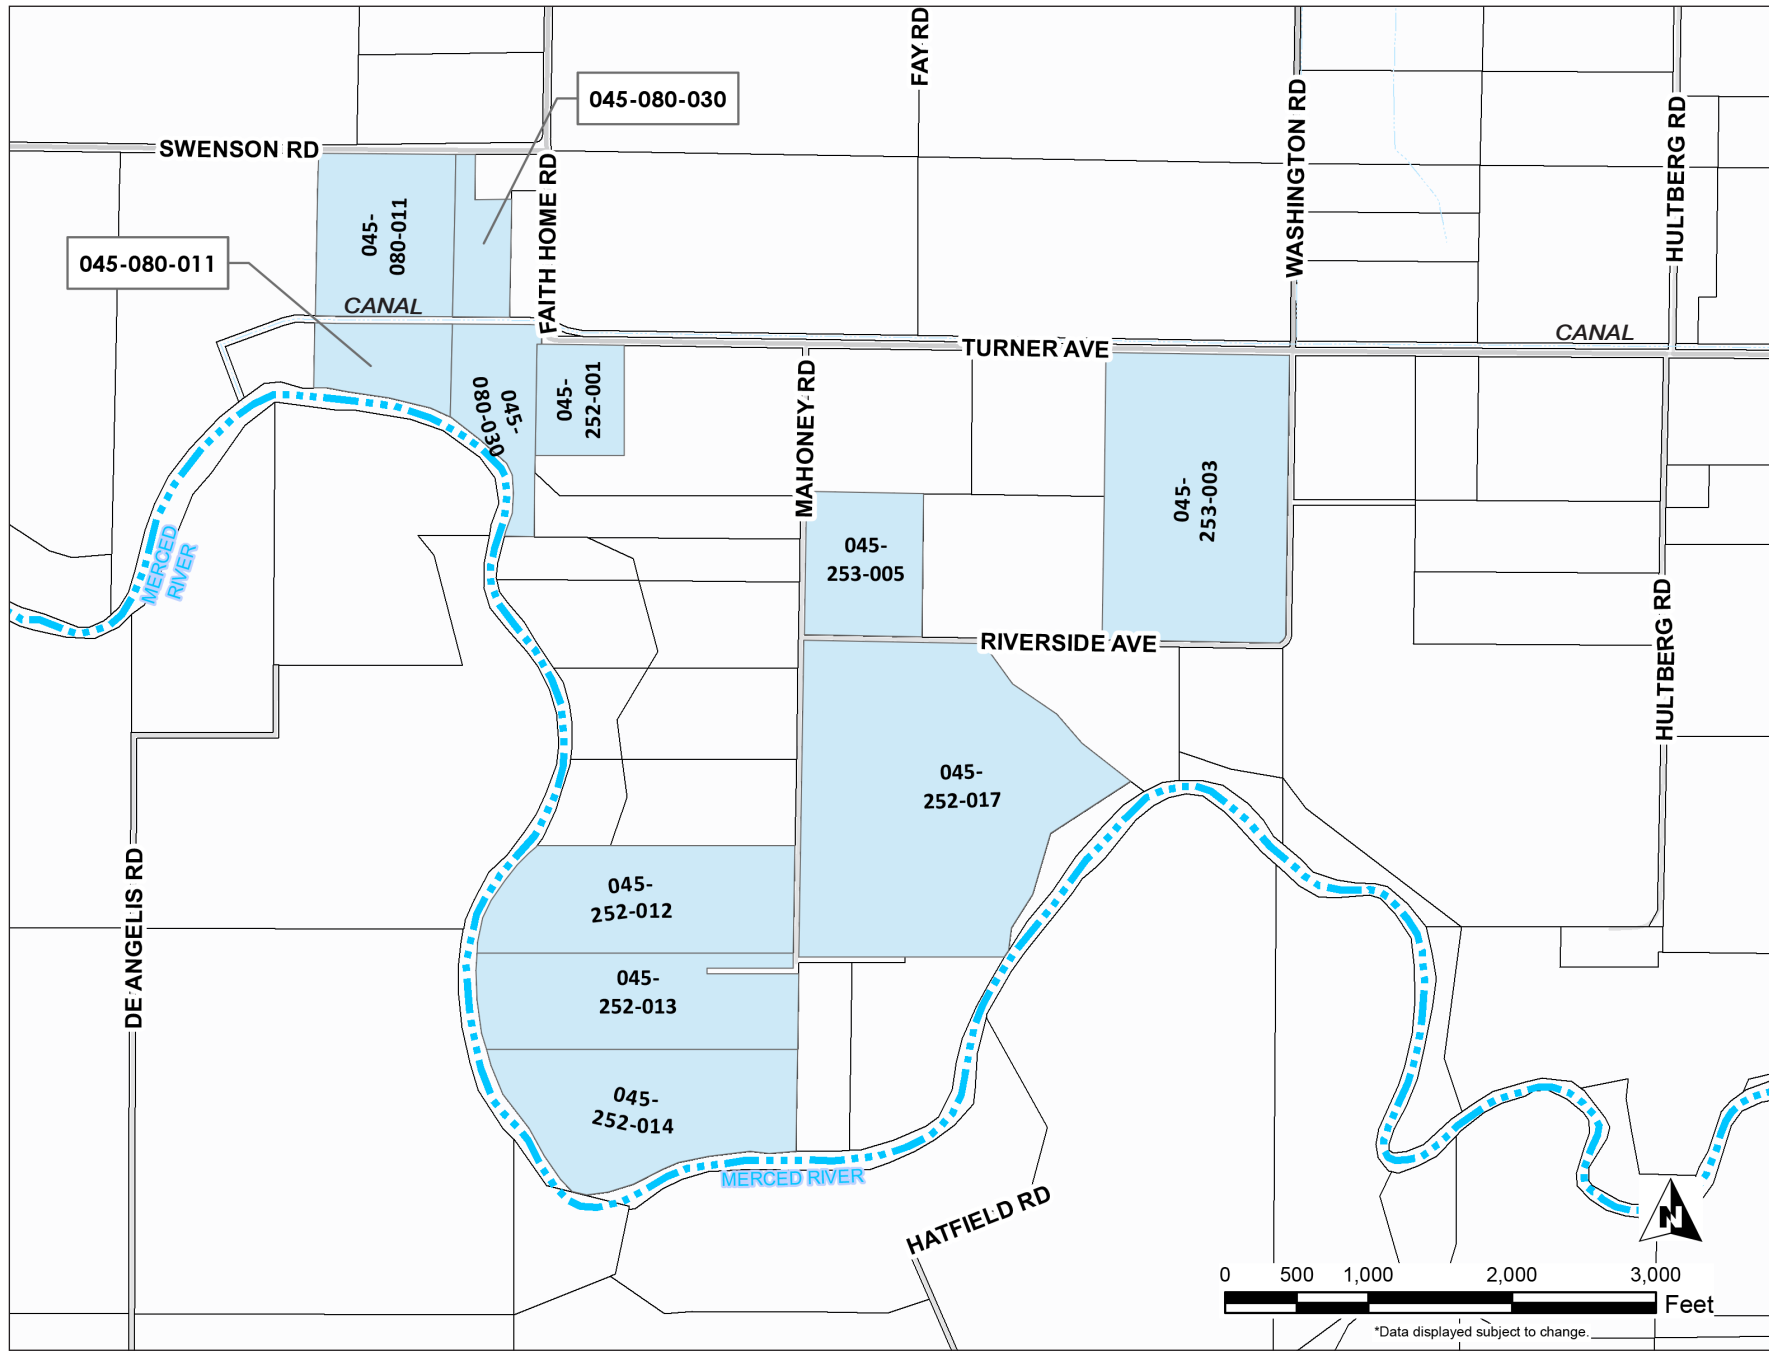 FAY RD
045-080-030
WASHINGTON RD
HULTBERG RD
SWENSON RD
FAITH HOME RD
045-
080-011
045-080-011
CANAL
CANAL
TURNER AVE
MAHONEY RD
045-
252-001
045-
080-030
045-
253-003
MERCED
RIVER
045-
253-005
RIVERSIDE AVE
HULTBERG RD
045-
252-017
DE ANGELIS RD
045-
252-012
045-
252-013
045-
252-014
MERCED RIVER
HATFIELD RD
N
0 500 1,000 2,000 3,000
Feet
*Data displayed subject to change.